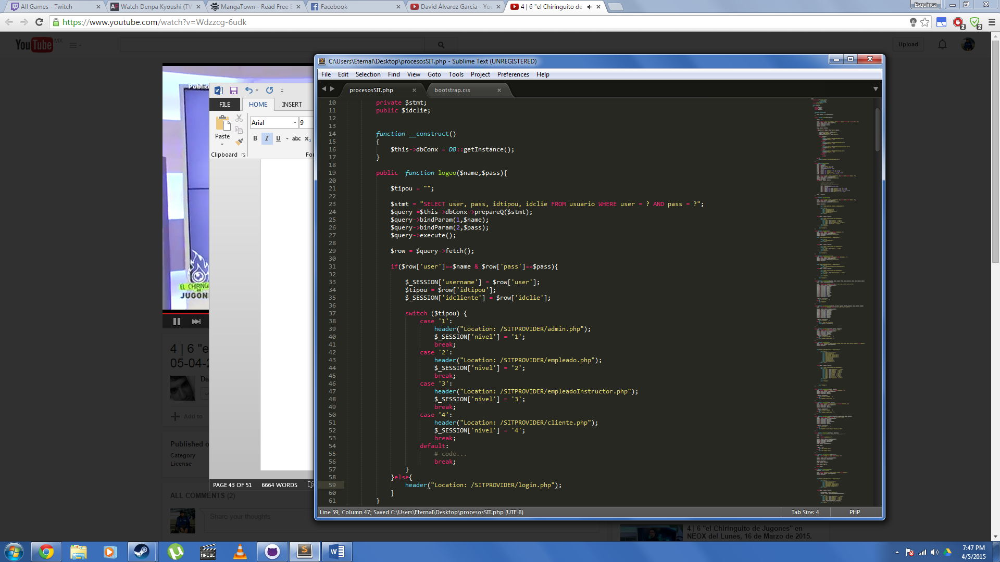 All Games - Twitch
Watch Denpa Kyoushi (TV
MangaTown - Read Free
Facebook
David Álvarez García - You
4 | 6 "el Chiringuito de
Esquinca
https://www.youtube.com/watch?v=Wdzzcg-6udk
2
2
YouTube MX
Upload
C:\Users\Eternal\Desktop\procesosSIT.php - Sublime Text (UNREGISTERED)
File Edit Selection Find View Goto Tools Project Preferences Help
procesosSIT.php
bootstrap.css
10 private $stmt;
11 public $idclie;
12
13
14 function __construct()
15 {
16 $this->dbConx = DB::getInstance();
17 }
18
19 public  function logeo($name,$pass){
20
21 $tipou = "";
22
23 $stmt = "SELECT user, pass, idtipou, idclie FROM usuario WHERE user = ? AND pass = ?";
24 $query =$this->dbConx->prepareQ($stmt);
25 $query->bindParam(1,$name);
26 $query->bindParam(2,$pass);
27 $query->execute();
28
29 $row = $query->fetch();
30
31 if($row['user']==$name & $row['pass']==$pass){
32
33 $_SESSION['username'] = $row['user'];
34 $tipou = $row['idtipou'];
35 $_SESSION['idcliente'] = $row['idclie'];
36
37 switch ($tipou) {
38 case '1':
39 header("Location: /SITPROVIDER/admin.php");
40 $_SESSION['nivel'] = '1';
41 break;
42 case '2':
43 header("Location: /SITPROVIDER/empleado.php");
44 $_SESSION['nivel'] = '2';
45 break;
46 case '3':
47 header("Location: /SITPROVIDER/empleadoInstructor.php");
48 $_SESSION['nivel'] = '3';
49 break;
50 case '4':
51 header("Location: /SITPROVIDER/cliente.php");
52 $_SESSION['nivel'] = '4';
53 break;
54 default:
55 # code...
56 break;
57 }
58 }else{
59 header("Location: /SITPROVIDER/login.php");
60 }
61 }
Line 59, Column 47; Saved C:\Users\Eternal\Desktop\procesosSIT.php (UTF-8)
Tab Size: 4
PHP
FILE HOME INSERT
Arial 9
Paste
B I U abc x₂
Clipboard
PAGE 43 OF 51 6664 WORDS
EL CHIRING
DE
JUGONE
4 | 6 "e
05-04-2
Da
Add to
Published o
Category
License
ALL COMMENTS (2)
Share your thoughts
4 | 6 "el Chiringuito de Jugones" en
NEOX del Lunes, 16 de Marzo de 2015.
MPC BE
7:47 PM
4/5/2015